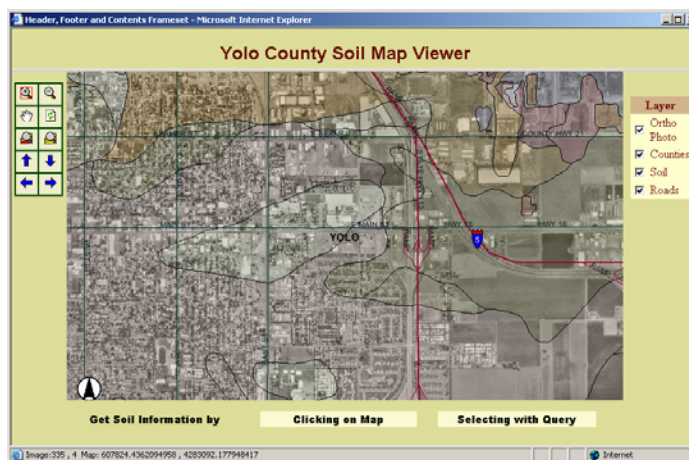 Header, Footer and Contents Frameset - Microsoft Internet Explorer
Yolo County Soil Map Viewer
Layer
Ortho
Photo
Counties
Soil
Roads
COUNTY HWY 21
MAIN ST
HWY 16
YOLO
5
Get Soil Information by
Clicking on Map
Selecting with Query
Image:335 , 4 Map: 607824.4362094958 , 4283092.177948417
Internet